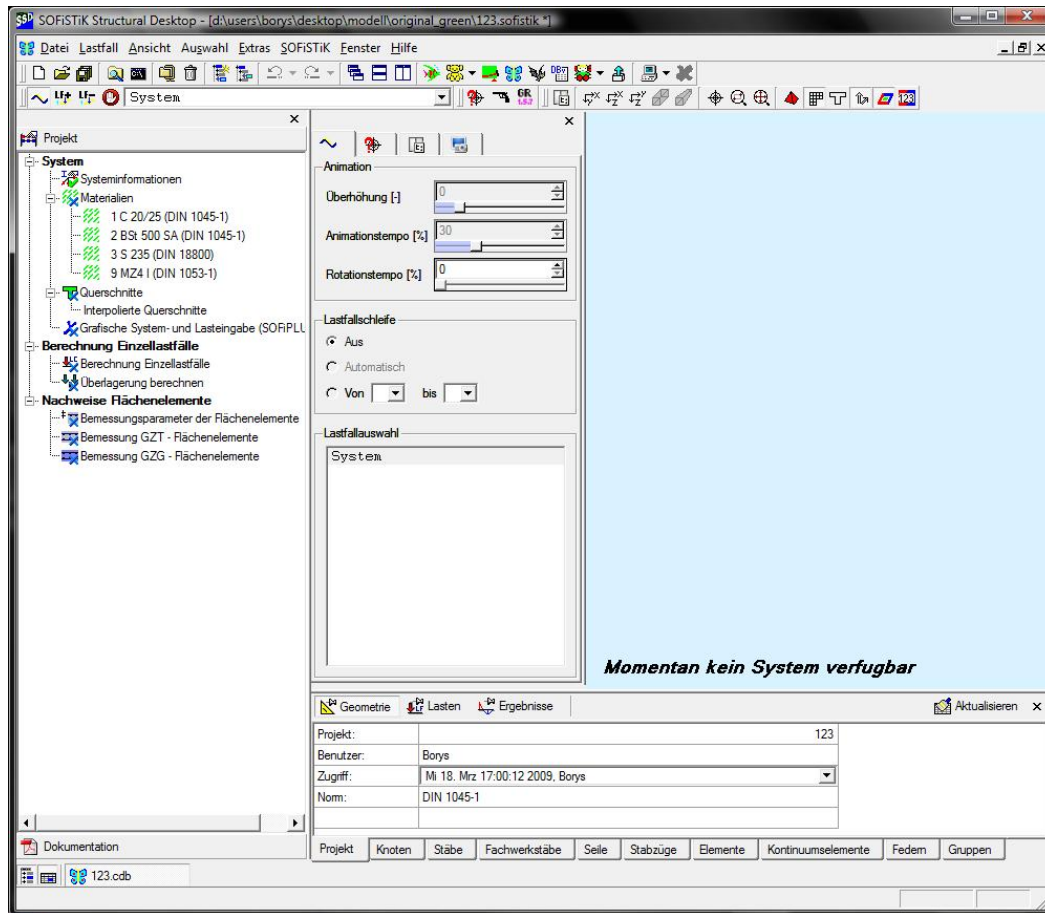 SOFiSTiK Structural Desktop - [d:\users\borys\desktop\modell\original_green\123.sofistik *]
Datei Lastfall Ansicht Auswahl Extras SOFiSTiK Fenster Hilfe
System
Projekt
System
Systeminformationen
Materialien
1 C 20/25 (DIN 1045-1)
2 BSt 500 SA (DIN 1045-1)
3 S 235 (DIN 18800)
9 MZ4 I (DIN 1053-1)
Querschnitte
Interpolierte Querschnitte
Grafische System- und Lasteingabe (SOFiPLU
Berechnung Einzellastfälle
Berechnung Einzellastfälle
Überlagerung berechnen
Nachweise Flächenelemente
Bemessungsparameter der Flächenelemente
Bemessung GZT - Flächenelemente
Bemessung GZG - Flächenelemente
Dokumentation
Animation
Überhöhung [-] 0
Animationstempo [%] 30
Rotationstempo [%] 0
Lastfallschleife
Aus
Automatisch
Von bis
Lastfallauswahl
System
Momentan kein System verfugbar
Geometrie Lasten Ergebnisse Aktualisieren
Projekt: 123
Benutzer: Borys
Zugriff: Mi 18. Mrz 17:00:12 2009, Borys
Norm: DIN 1045-1
Projekt Knoten Stäbe Fachwerkstäbe Seile Stabzüge Elemente Kontinuumselemente Federn Gruppen
123.cdb